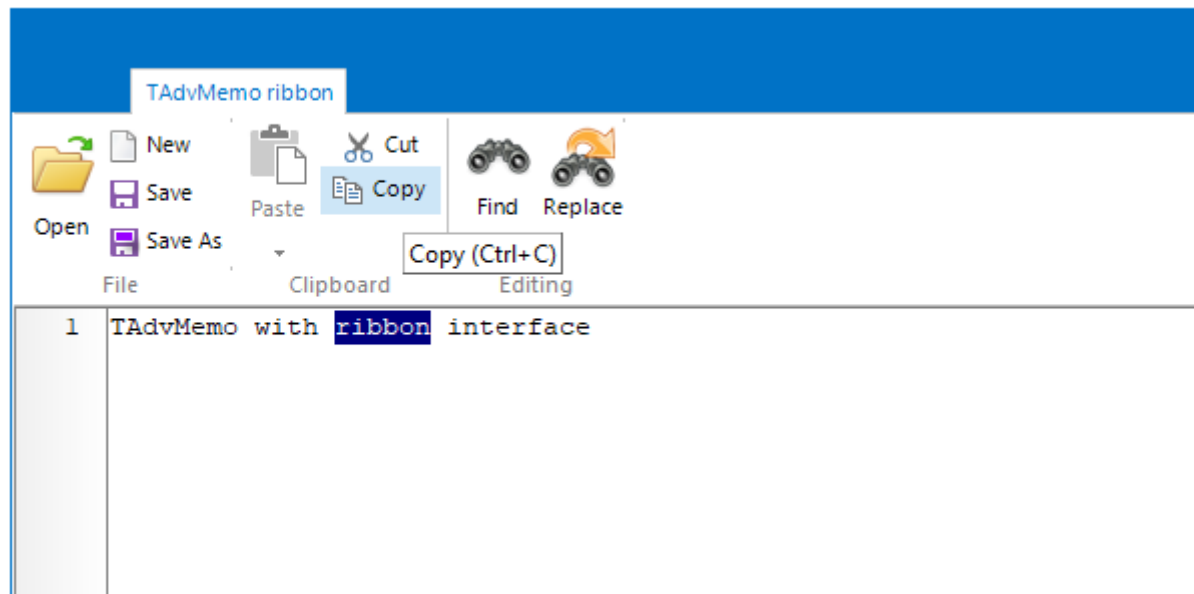 TAdvMemo ribbon
Open
New
Save
Save As
File
Paste
Cut
Copy
Clipboard
Find
Replace
Editing
Copy (Ctrl+C)
1 TAdvMemo with ribbon interface